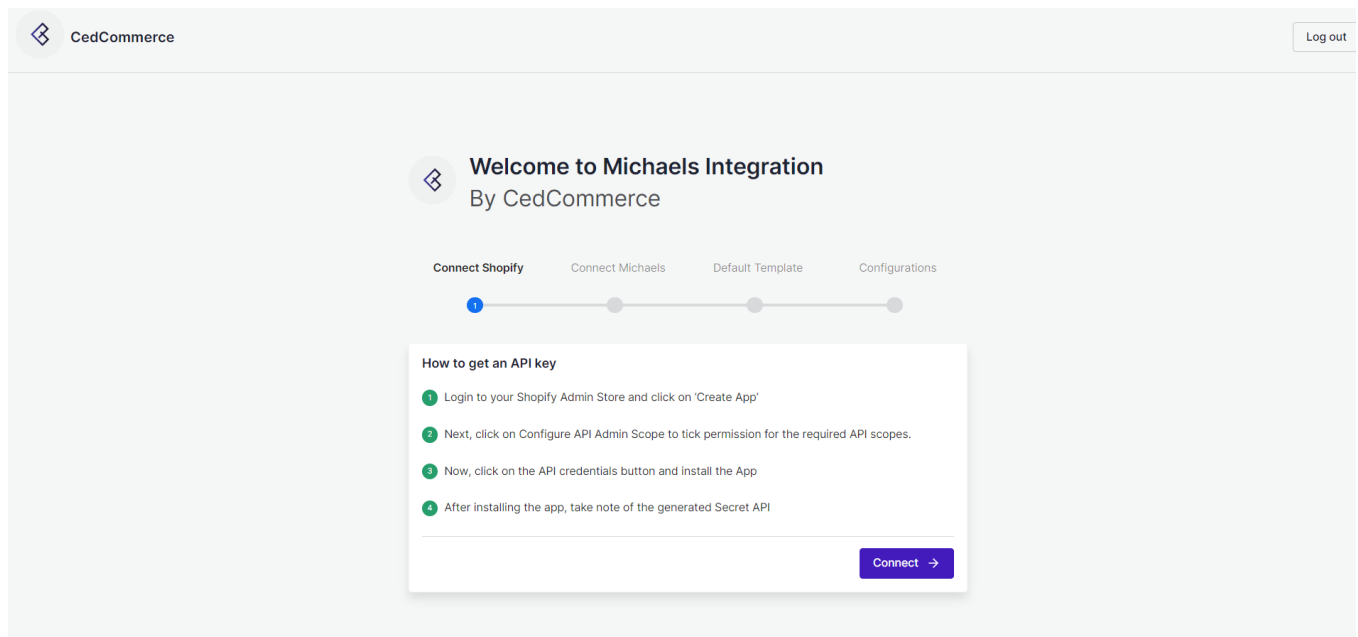 CedCommerce
Log out
Welcome to Michaels Integration
By CedCommerce
Connect Shopify
Connect Michaels
Default Template
Configurations
1
How to get an API key
1 Login to your Shopify Admin Store and click on ‘Create App’
2 Next, click on Configure API Admin Scope to tick permission for the required API scopes.
3 Now, click on the API credentials button and install the App
4 After installing the app, take note of the generated Secret API
Connect →